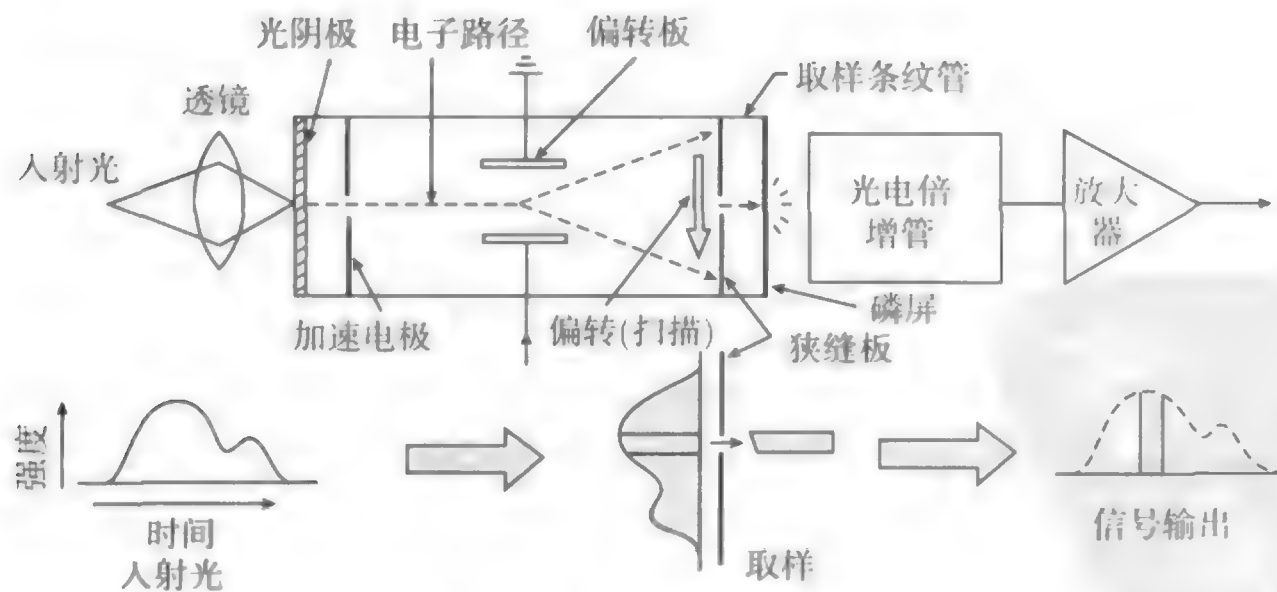 光阴极
电子路径
偏转板
取样条纹管
透镜
入射光
光电倍
增管
放大
器
加速电极
偏转(扫描)
磷屏
狭缝板
强度
时间
入射光
取样
信号输出